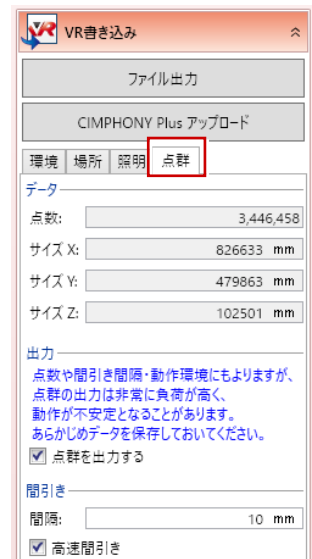 VR書き込み
ファイル出力
CIMPHONY Plus アップロード
環境 場所 照明 点群
データ
点数: 3,446,458
サイズ X: 826633 mm
サイズ Y: 479863 mm
サイズ Z: 102501 mm
出力
点数や間引き間隔・動作環境にもよりますが、
点群の出力は非常に負荷が高く、
動作が不安定となることがあります。
あらかじめデータを保存しておいてください。
点群を出力する
間引き
間隔: 10 mm
高速間引き